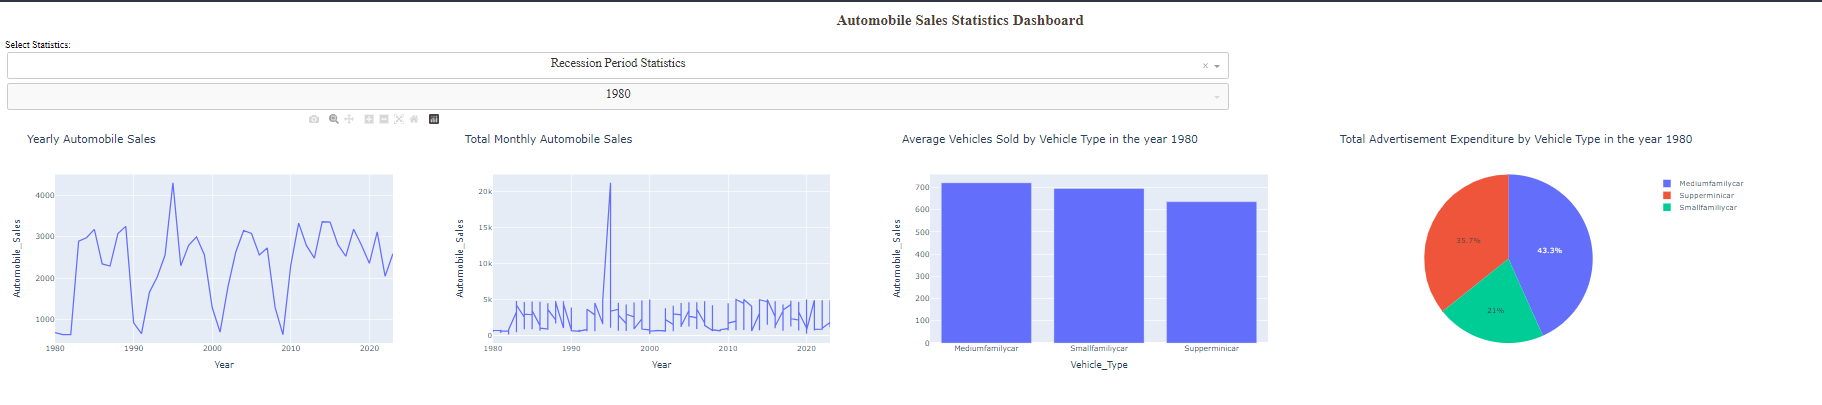 Automobile Sales Statistics Dashboard
Select Statistics:
Recession Period Statistics
1980
Yearly Automobile Sales
Automobile_Sales
4000
3000
2000
1000
1980 1990 2000 2010 2020
Year
Total Monthly Automobile Sales
Automobile_Sales
20k
15k
10k
5k
0
1980 1990 2000 2010 2020
Year
Average Vehicles Sold by Vehicle Type in the year 1980
Automobile_Sales
700
600
500
400
300
200
100
0
Mediumfamilycar Smallfamiliycar Supperminicar
Vehicle_Type
Total Advertisement Expenditure by Vehicle Type in the year 1980
35.7%
43.3%
21%
Mediumfamilycar
Supperminicar
Smallfamiliycar